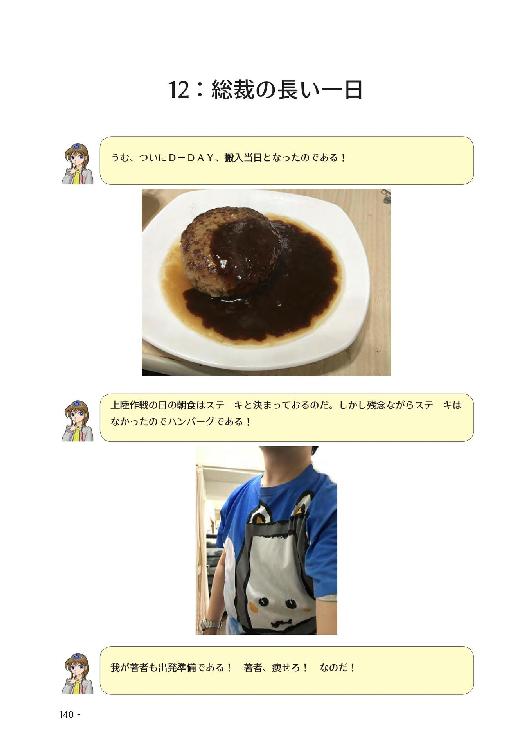 12：総裁の長い一日
うむ、ついにＤ－ＤＡＹ、搬入当日となったのである！
上陸作戦の日の朝食はステーキと決まっておるのだ。しかし残念ながらステーキは
なかったのでハンバーグである！
我が著者も出発準備である！　著者、痩せろ！　なのだ！
140 -